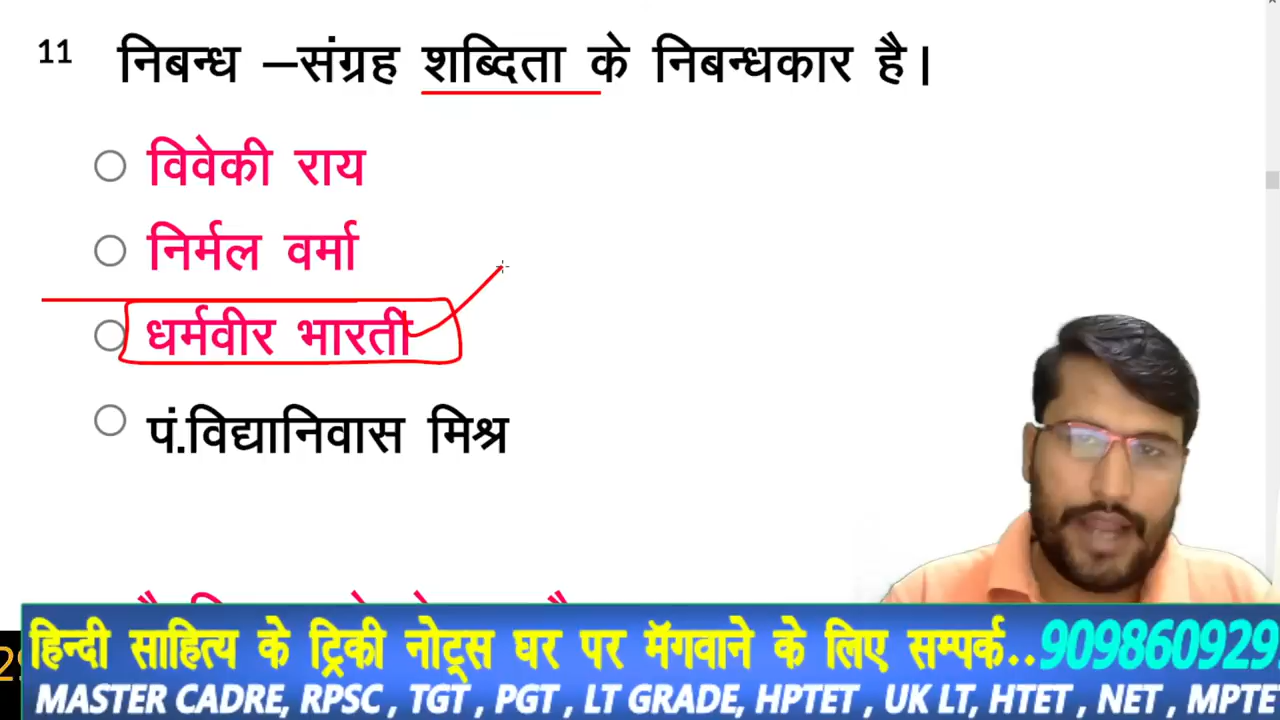 11 निबन्ध –संग्रह शब्दिता के निबन्धकार है।
विवेकी राय
निर्मल वर्मा
धर्मवीर भारती
पं.विद्यानिवास मिश्र
हिन्दी साहित्य के ट्रिकी नोट्स घर पर मॅगवाने के लिए सम्पर्क..909860929
MASTER CADRE, RPSC , TGT , PGT , LT GRADE, HPTET , UK LT, HTET , NET , MPTE